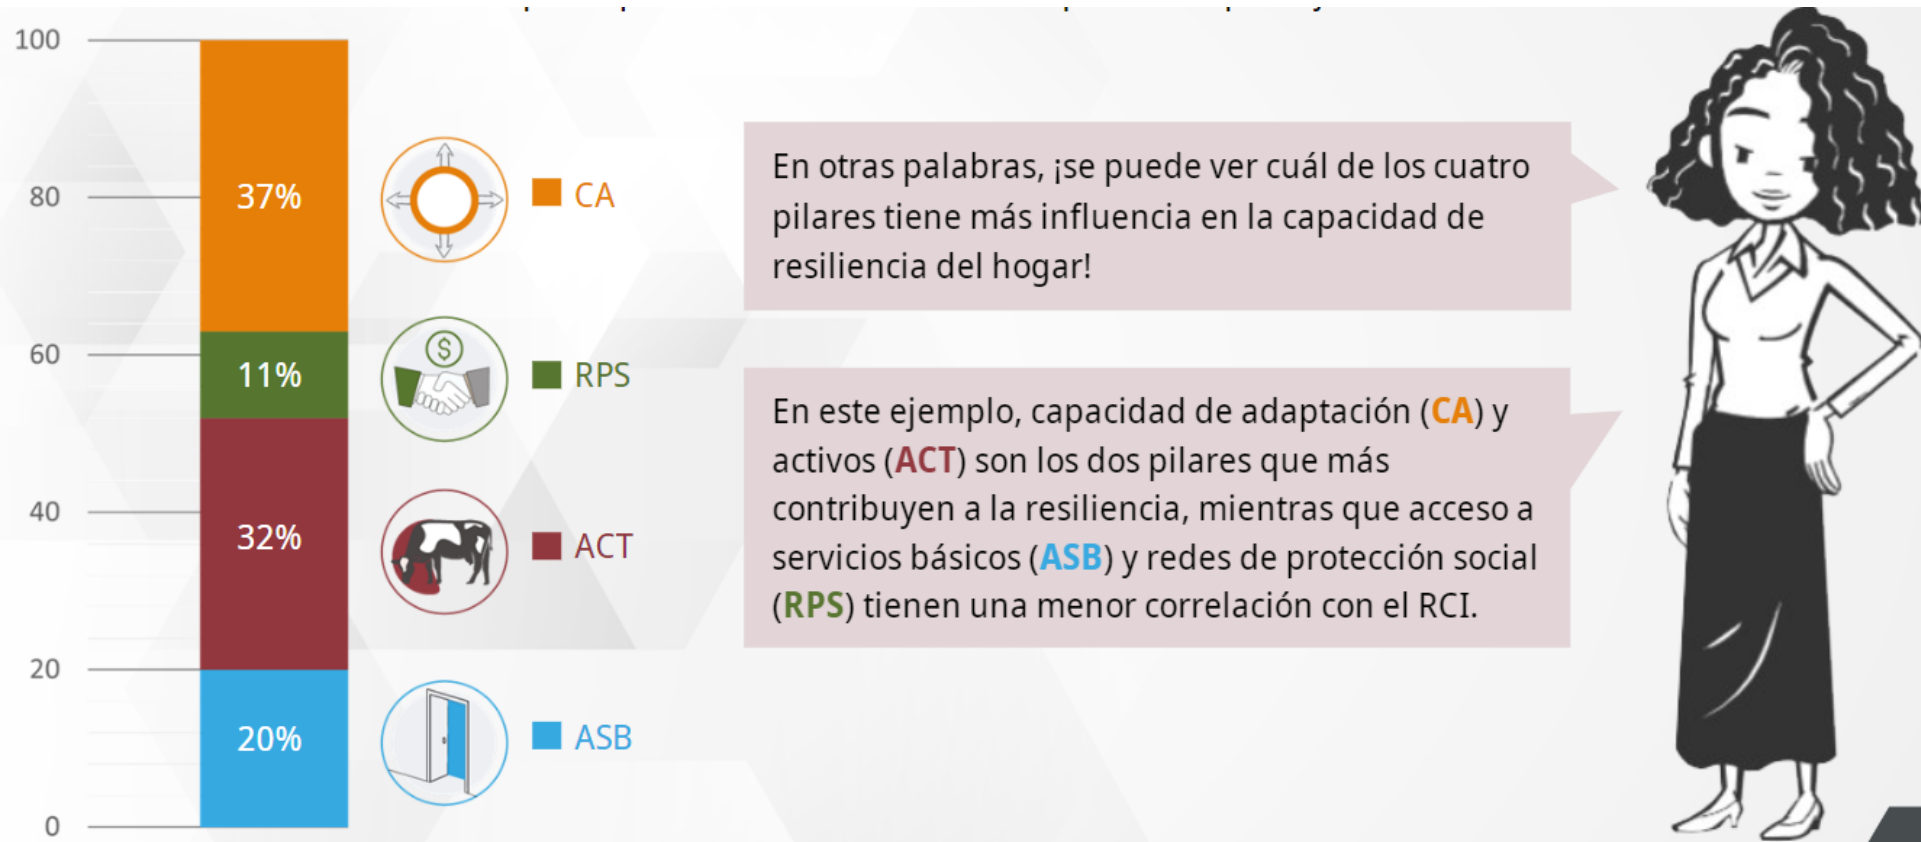 100
80
60
40
20
0
37%
11%
32%
20%
CA
$
RPS
ACT
ASB
En otras palabras, ¡se puede ver cuál de los cuatro
pilares tiene más influencia en la capacidad de
resiliencia del hogar!
En este ejemplo, capacidad de adaptación (CA) y
activos (ACT) son los dos pilares que más
contribuyen a la resiliencia, mientras que acceso a
servicios básicos (ASB) y redes de protección social
(RPS) tienen una menor correlación con el RCI.